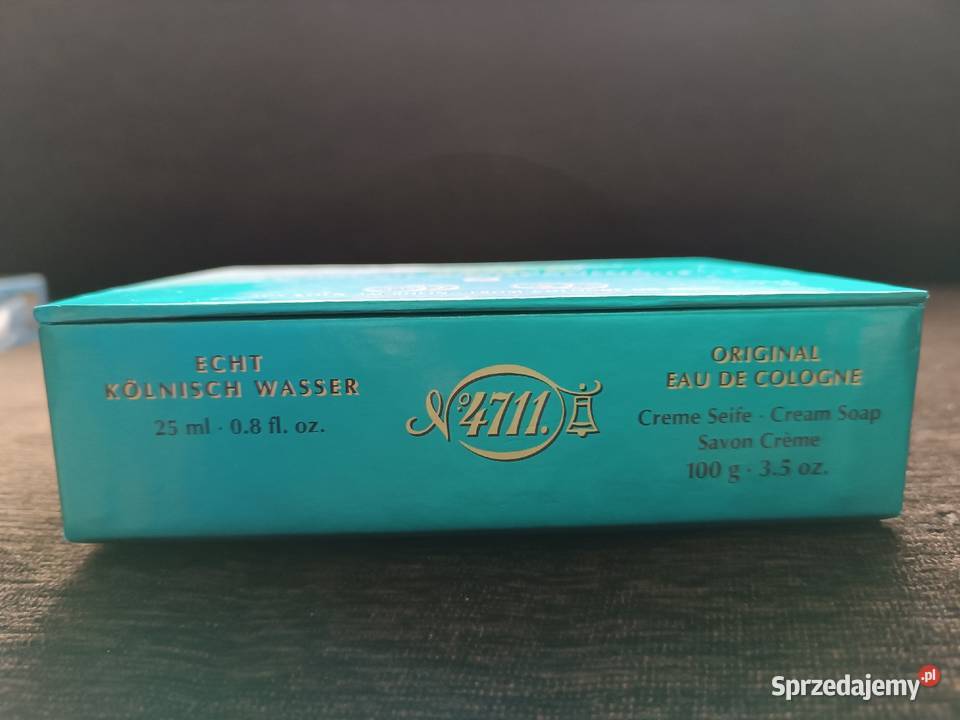 ECHT
KÖLNISCH WASSER
25 ml · 0.8 fl. oz.
Nº 4711.
ORIGINAL
EAU DE COLOGNE
Creme Seife · Cream Soap
Savon Crème
100 g · 3.5 oz.
Sprzedajemy.pl